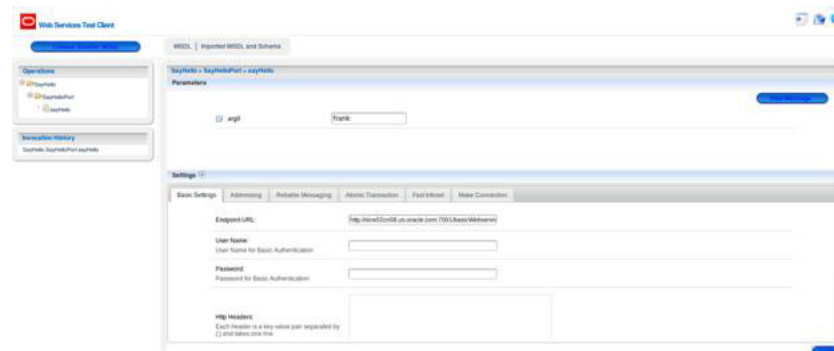 Web Services Test Client
Choose Another WSDL
WSDL | Imported WSDL and Schema
Operations
SayHello
SayHelloPort
sayHello
Invocation History
SayHello.SayHelloPort.sayHello
SayHello > SayHelloPort > sayHello
Parameters
arg0
Frank
Settings
Basic Settings
Addressing
Reliable Messaging
Atomic Transaction
Fast Infoset
Make Connection
Endpoint URL:
User Name:
User Name for Basic Authentication
Password:
Password for Basic Authentication
Http Headers:
Each header is a key value pair separated by
(:) and takes one line